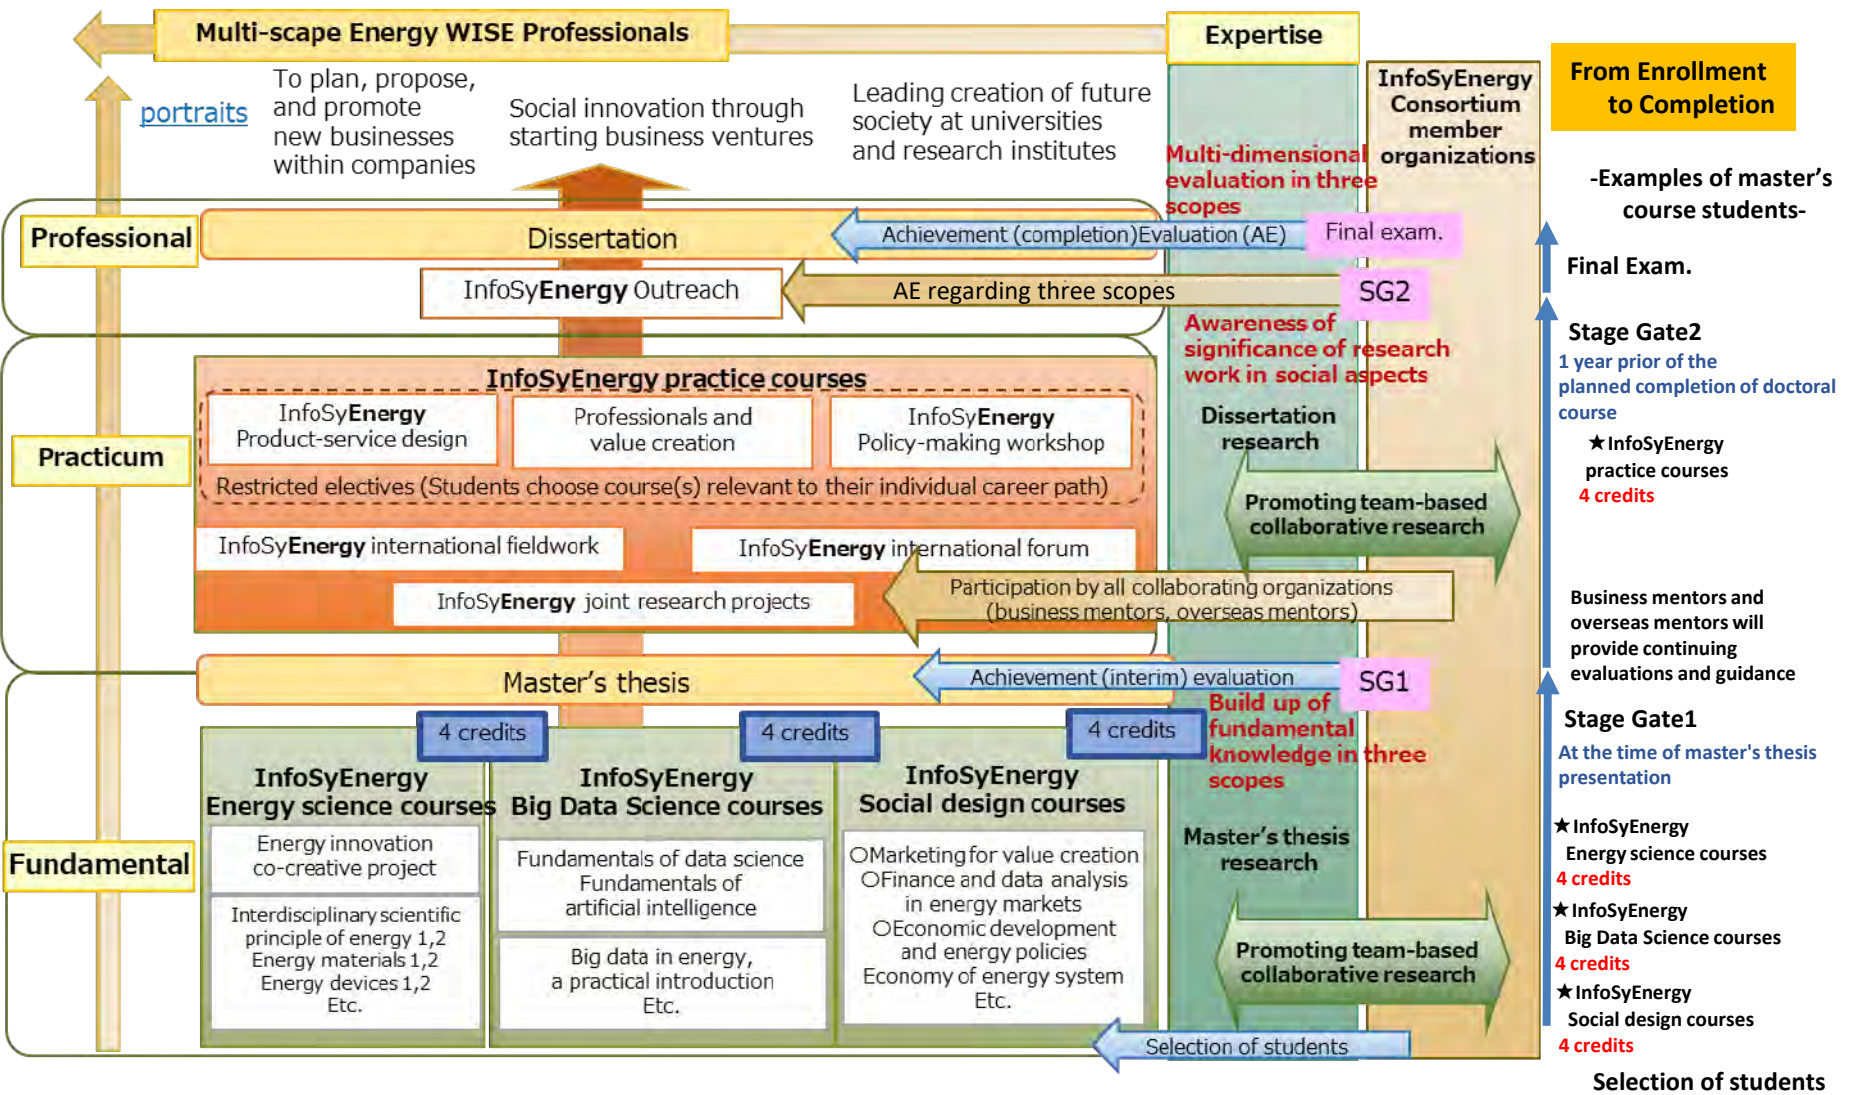 Multi-scape Energy WISE Professionals
Expertise
portraits
To plan, propose,
and promote
new businesses
within companies
Social innovation through
starting business ventures
Leading creation of future
society at universities
and research institutes
Multi-dimensional
evaluation in three
scopes
InfoSyEnergy
Consortium
member
organizations
From Enrollment
to Completion
-Examples of master's
course students-
Professional
Dissertation
Achievement (completion)Evaluation (AE)
Final exam.
Final Exam.
InfoSyEnergy Outreach
AE regarding three scopes
SG2
Awareness of
significance of research
work in social aspects
Stage Gate2
1 year prior of the
planned completion of doctoral
course
★InfoSyEnergy
practice courses
4 credits
Practicum
InfoSyEnergy practice courses
InfoSyEnergy
Product-service design
Professionals and
value creation
InfoSyEnergy
Policy-making workshop
Restricted electives (Students choose course(s) relevant to their individual career path)
InfoSyEnergy international fieldwork
InfoSyEnergy international forum
InfoSyEnergy joint research projects
Participation by all collaborating organizations
(business mentors, overseas mentors)
Dissertation
research
Promoting team-based
collaborative research
Business mentors and
overseas mentors will
provide continuing
evaluations and guidance
Master's thesis
Achievement (interim) evaluation
SG1
Build up of
fundamental
knowledge in three
scopes
Stage Gate1
At the time of master's thesis
presentation
Fundamental
4 credits
4 credits
4 credits
InfoSyEnergy
Energy science courses
Energy innovation
co-creative project
Interdisciplinary scientific
principle of energy 1,2
Energy materials 1,2
Energy devices 1,2
Etc.
InfoSyEnergy
Big Data Science courses
Fundamentals of data science
Fundamentals of
artificial intelligence
Big data in energy,
a practical introduction
Etc.
InfoSyEnergy
Social design courses
○Marketing for value creation
○Finance and data analysis
in energy markets
○Economic development
and energy policies
Economy of energy system
Etc.
Master's thesis
research
Promoting team-based
collaborative research
★InfoSyEnergy
Energy science courses
4 credits
★InfoSyEnergy
Big Data Science courses
4 credits
★InfoSyEnergy
Social design courses
4 credits
Selection of students
Selection of students